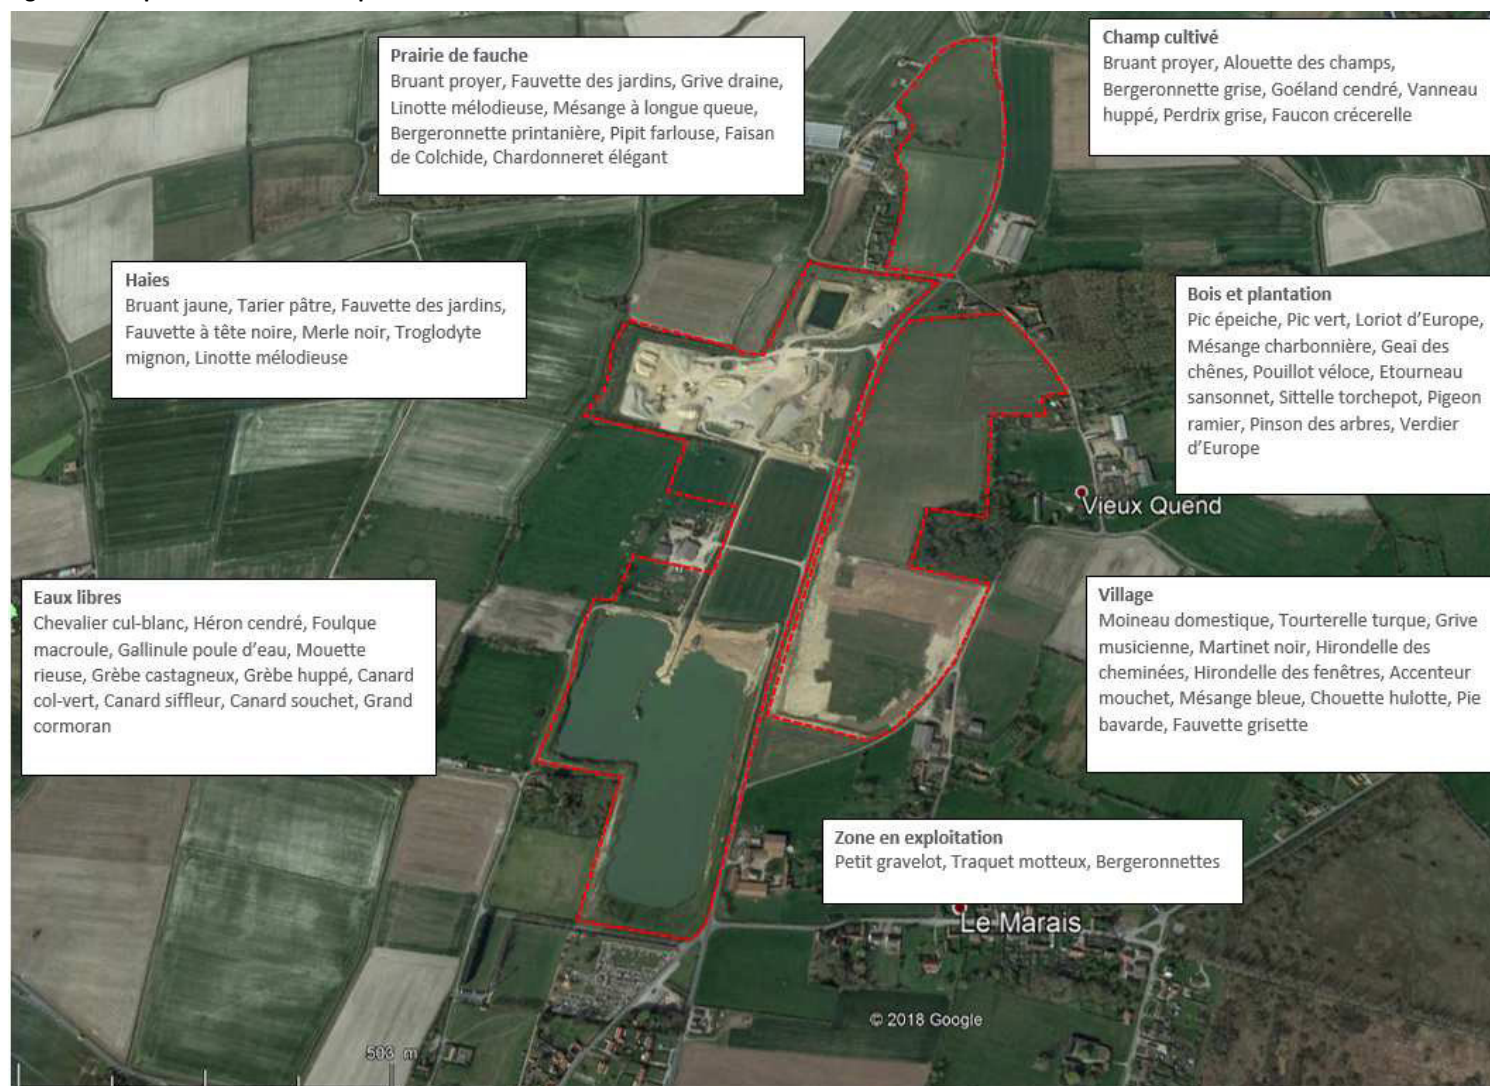 Prairie de fauche
Bruant proyer, Fauvette des jardins, Grive draine,
Linotte mélodieuse, Mésange à longue queue,
Bergeronnette printanière, Pipit farlouse, Faisan
de Colchide, Chardonneret élégant
Champ cultivé
Bruant proyer, Alouette des champs,
Bergeronnette grise, Goéland cendré, Vanneau
huppé, Perdrix grise, Faucon crécerelle
Haies
Bruant jaune, Tarier pâtre, Fauvette des jardins,
Fauvette à tête noire, Merle noir, Troglodyte
mignon, Linotte mélodieuse
Bois et plantation
Pic épeiche, Pic vert, Loriot d'Europe,
Mésange charbonnière, Geai des
chênes, Pouillot véloce, Etourneau
sansonnet, Sittelle torchepot, Pigeon
ramier, Pinson des arbres, Verdier
d'Europe
Vieux Quend
Eaux libres
Chevalier cul-blanc, Héron cendré, Foulque
macroule, Gallinule poule d'eau, Mouette
rieuse, Grèbe castagneux, Grèbe huppé, Canard
col-vert, Canard siffleur, Canard souchet, Grand
cormoran
Village
Moineau domestique, Tourterelle turque, Grive
musicienne, Martinet noir, Hirondelle des
cheminées, Hirondelle des fenêtres, Accenteur
mouchet, Mésange bleue, Chouette hulotte, Pie
bavarde, Fauvette grisette
Zone en exploitation
Petit gravelot, Traquet motteux, Bergeronnettes
Le Marais
© 2018 Google
503 m